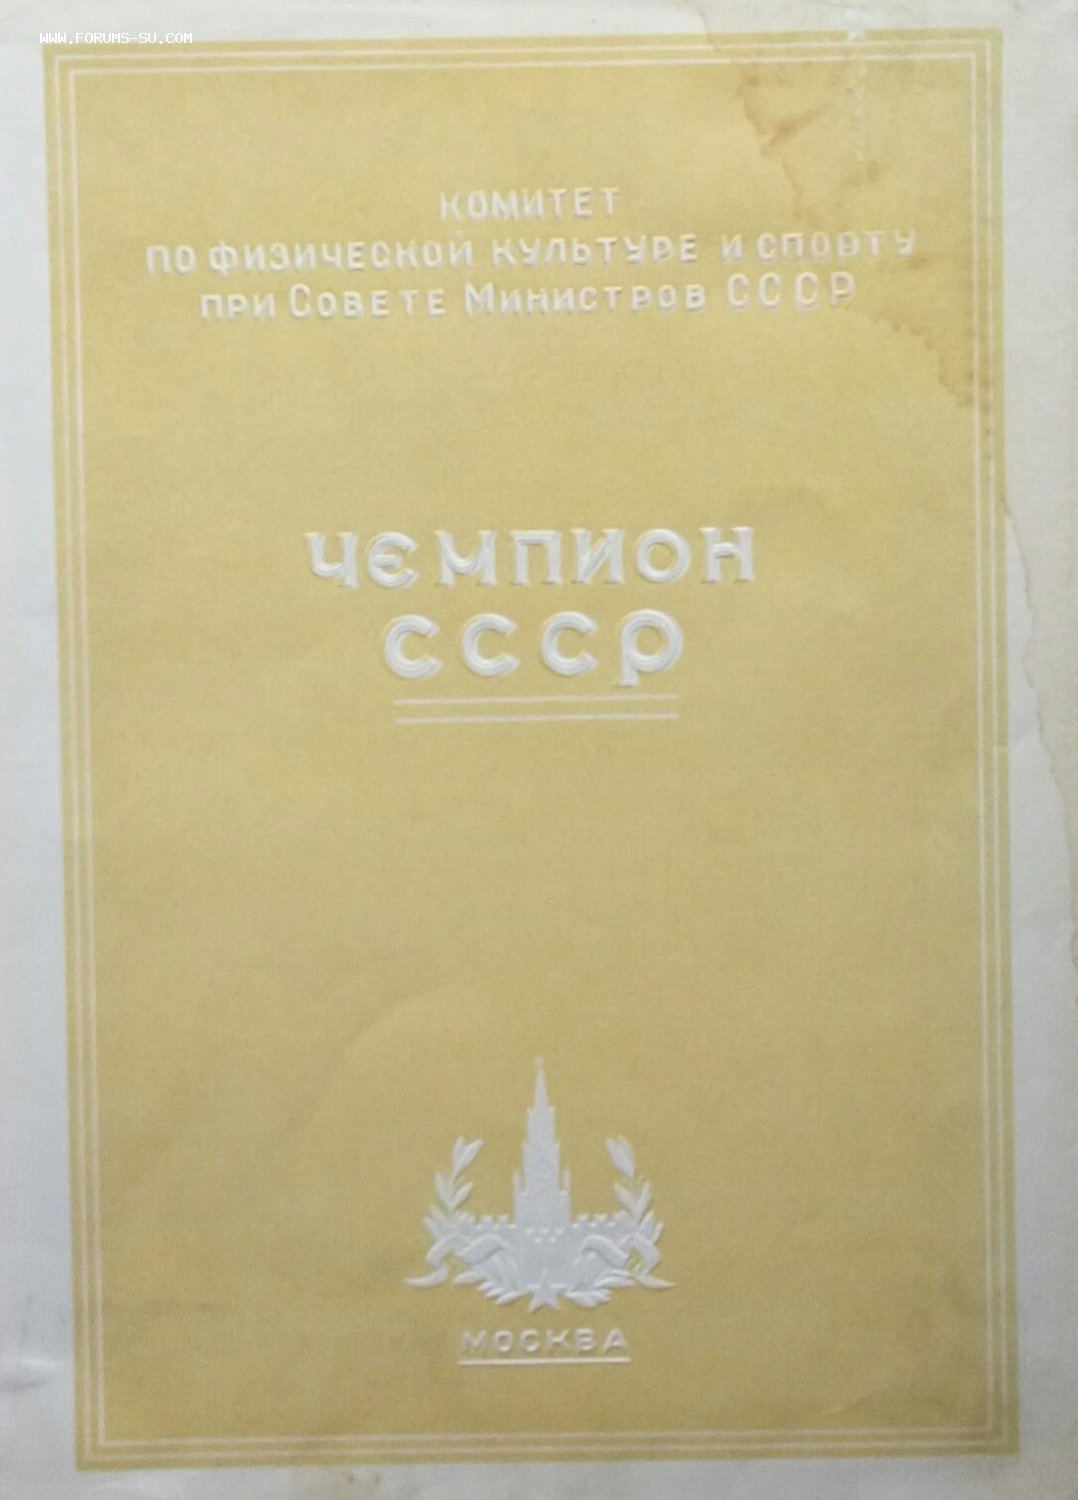 WWW.FORUMS-SU.COM
КОМИТЕТ
ПО ФИЗИЧЕСКОЙ КУЛЬТУРЕ И СПОРТУ
ПРИ СОВЕТЕ МИНИСТРОВ СССР
ЧЕМПИОН
СССР
МОСКВА